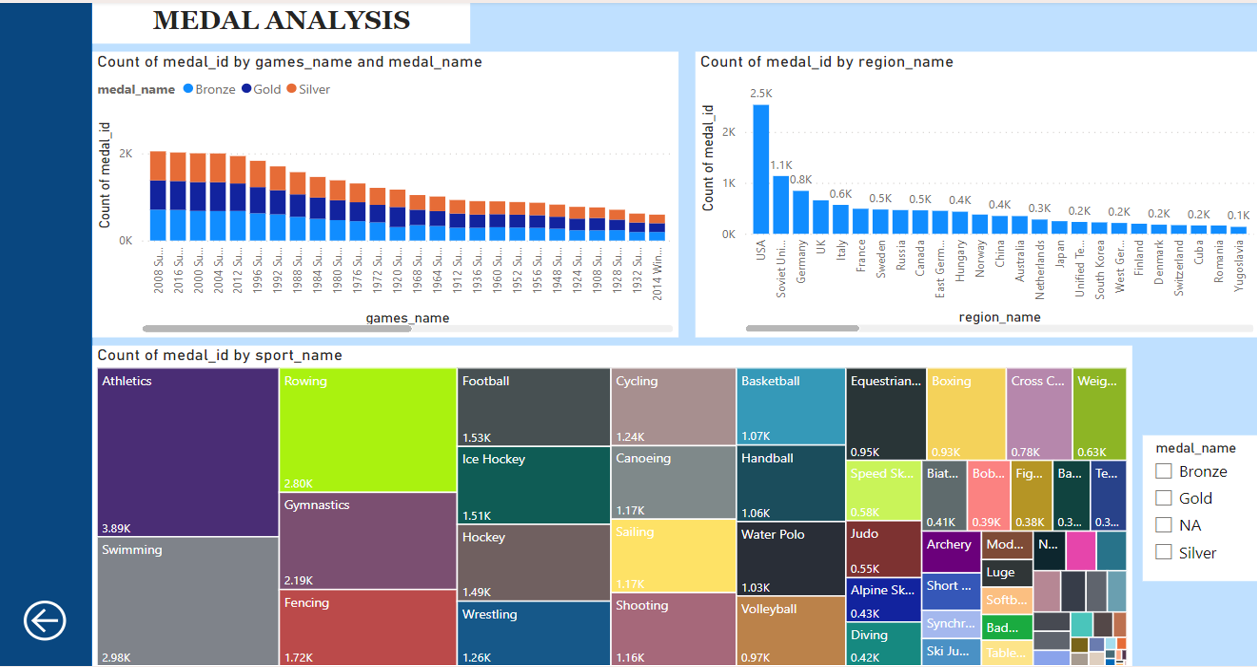 MEDAL ANALYSIS
Count of medal_id by games_name and medal_name
medal_name Bronze Gold Silver
Count of medal_id
2K
0K
2008 Su...
2016 Su...
2000 Su...
2004 Su...
2012 Su...
1996 Su...
1992 Su...
1988 Su...
1984 Su...
1980 Su...
1976 Su...
1972 Su...
1920 Su...
1968 Su...
1964 Su...
1912 Su...
1936 Su...
1960 Su...
1952 Su...
1956 Su...
1948 Su...
1924 Su...
1908 Su...
1928 Su...
1932 Su...
2014 Win...
games_name
Count of medal_id by region_name
Count of medal_id
2K
1K
0K
2.5K
1.1K
0.8K
0.6K
0.5K
0.5K
0.4K
0.4K
0.3K
0.2K
0.2K
0.2K
0.2K
0.1K
USA
Soviet Uni...
Germany
UK
Italy
France
Sweden
Russia
Canada
East Germ...
Hungary
Norway
China
Australia
Netherlands
Japan
Unified Te...
South Korea
West Ger...
Finland
Denmark
Switzerland
Cuba
Romania
Yugoslavia
region_name
Count of medal_id by sport_name
Athletics
3.89K
Swimming
2.98K
Rowing
2.80K
Gymnastics
2.19K
Fencing
1.72K
Football
1.53K
Ice Hockey
1.51K
Hockey
1.49K
Wrestling
1.26K
Cycling
1.24K
Canoeing
1.17K
Sailing
1.17K
Shooting
1.16K
Basketball
1.07K
Handball
1.06K
Water Polo
1.03K
Volleyball
0.97K
Equestrian...
0.95K
Boxing
0.93K
Cross C...
0.78K
Weig...
0.63K
Speed Sk...
0.58K
Judo
0.55K
Alpine Sk...
0.43K
Diving
0.42K
Biat...
0.41K
Bob...
0.39K
Fig...
0.38K
Ba...
0.3...
Te...
0.3...
Archery
Short ...
Synchr...
Ski Ju...
Mod...
Luge
Softb...
Bad...
Table...
N...
medal_name
Bronze
Gold
NA
Silver